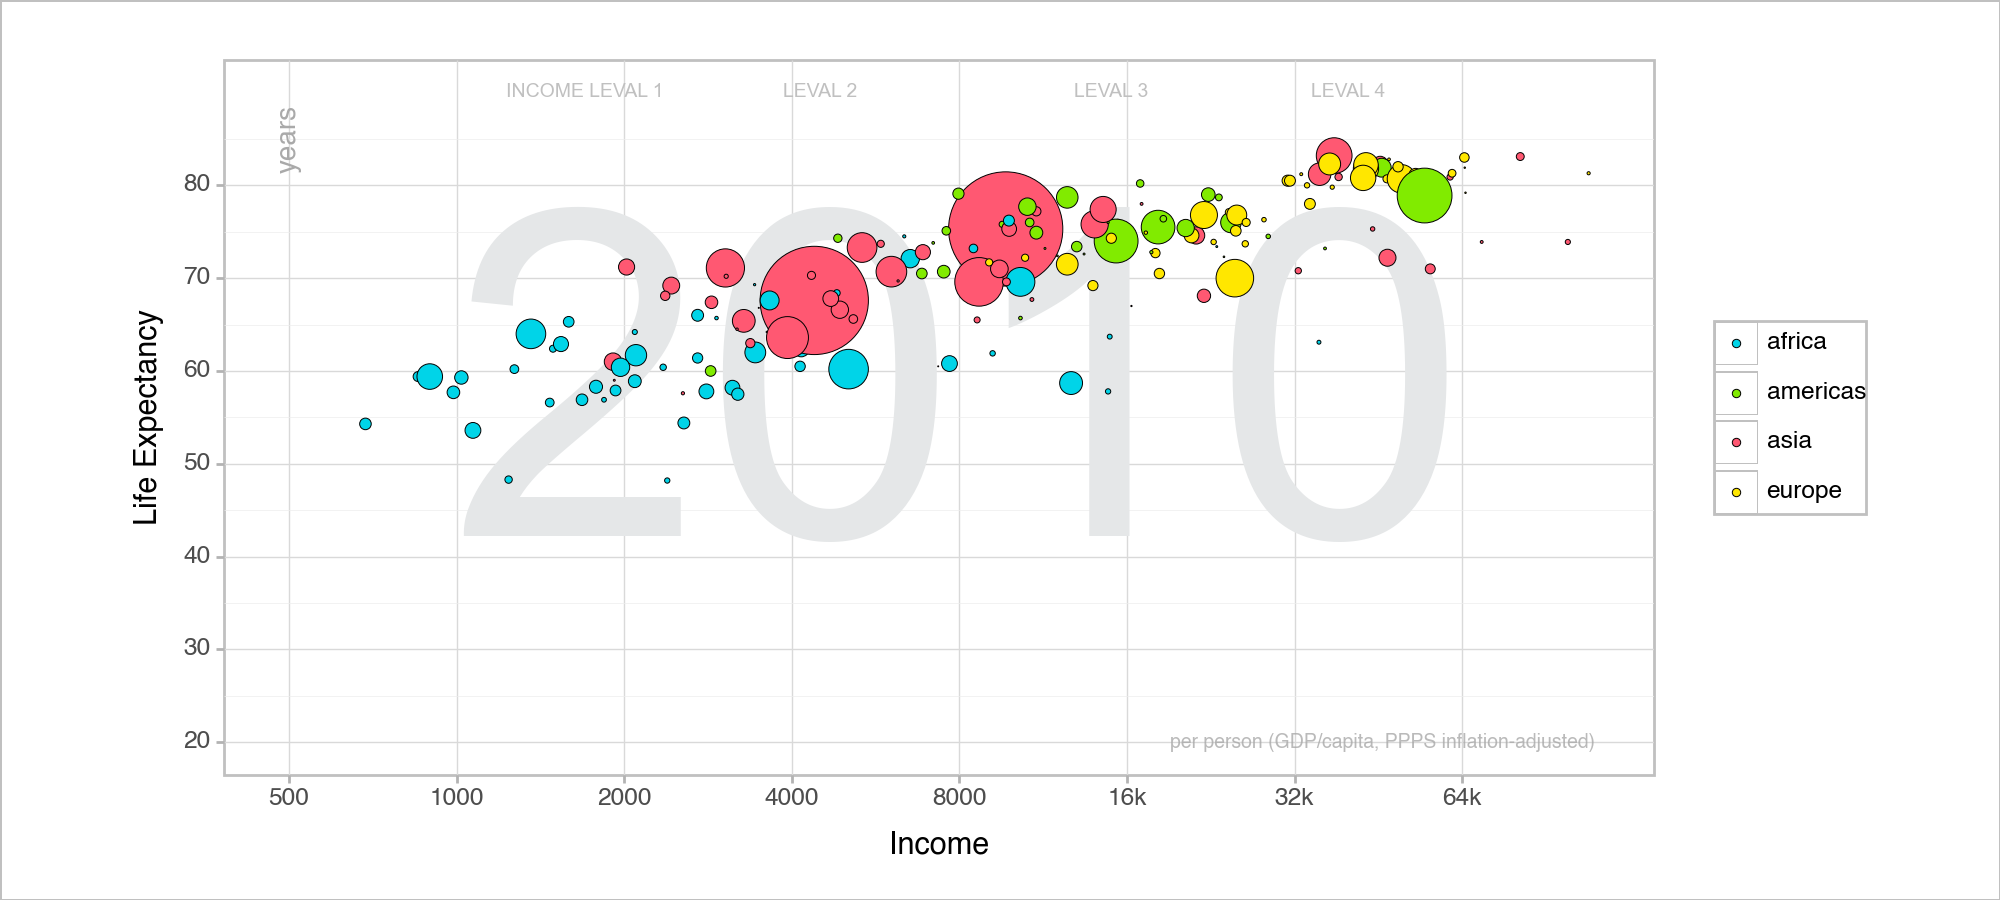 INCOME LEVAL 1 LEVAL 2 LEVAL 3 LEVAL 4
years
2010
80
70
60
50
40
30
20
Life Expectancy
per person (GDP/capita, PPPS inflation-adjusted)
500 1000 2000 4000 8000 16k 32k 64k
Income
africa
americas
asia
europe